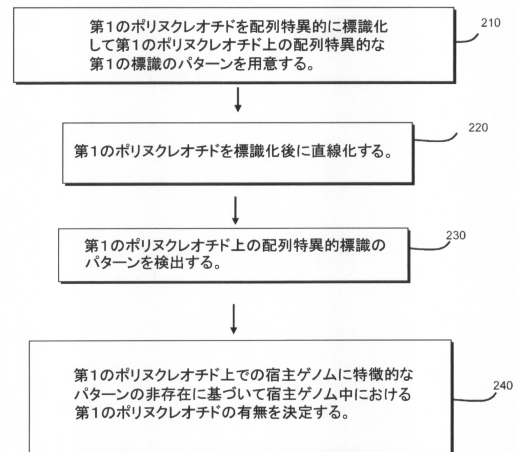 第1のポリヌクレオチドを配列特異的に標識化
して第1のポリヌクレオチド上の配列特異的な
第1の標識のパターンを用意する。
210
第1のポリヌクレオチドを標識化後に直線化する。
220
第1のポリヌクレオチド上の配列特異的標識の
パターンを検出する。
230
第1のポリヌクレオチド上での宿主ゲノムに特徴的な
パターンの非存在に基づいて宿主ゲノム中における
第1のポリヌクレオチドの有無を決定する。
240